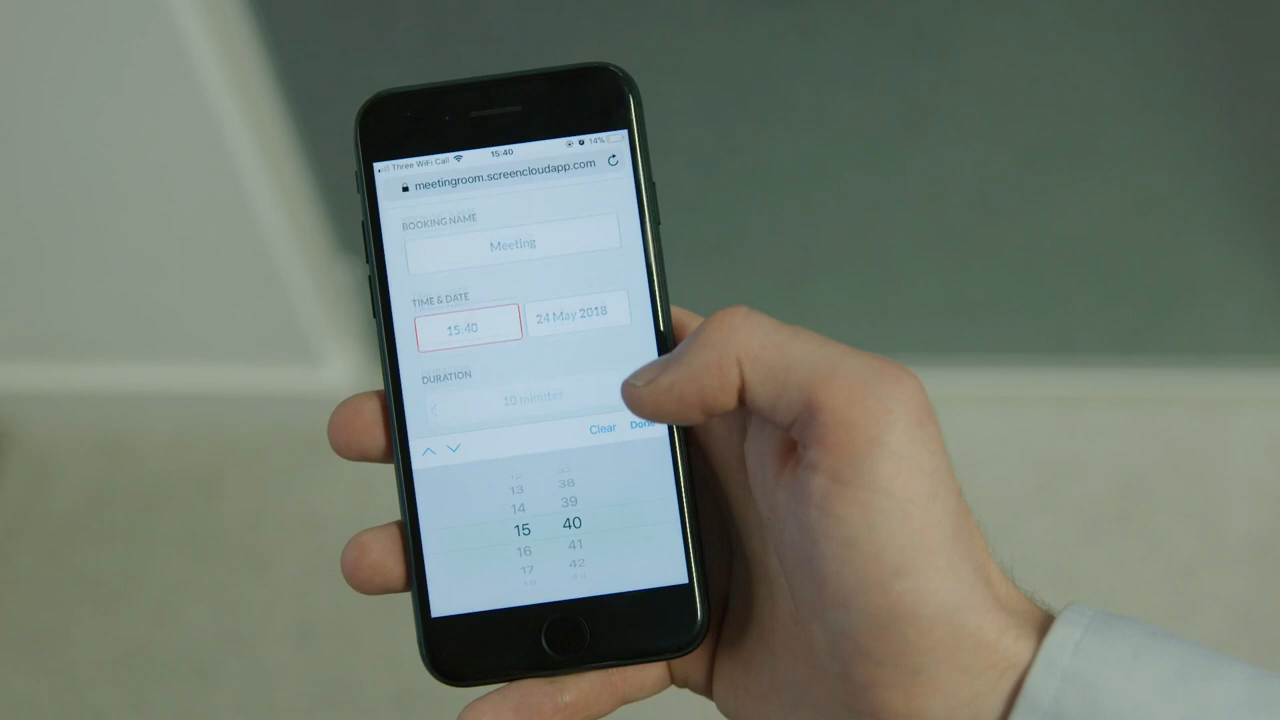 Three WiFi Call 15:40 14%
meetingroom.screencloudapp.com
BOOKING NAME
Meeting
TIME & DATE
15:40 24 May 2018
DURATION
10 minutes
Clear Done
13 38
14 39
15 40
16 41
17 42